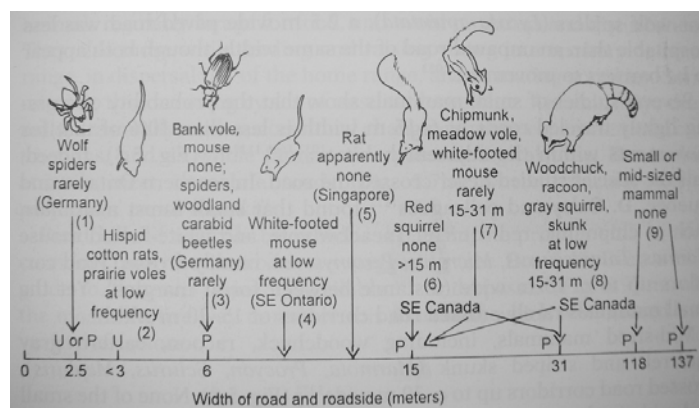 Wolf
spiders
rarely
(Germany)
(1)
Hispid
cotton rats,
prairie voles
at low
frequency
(2)
Bank vole,
mouse
none;
spiders,
woodland
carabid
beetles
(Germany)
rarely
(3)
White-footed
mouse
at low
frequency
(SE Ontario)
(4)
Rat
apparently
none
(Singapore)
(5)
Red
squirrel
none
>15 m
(6)
Chipmunk,
meadow vole,
white-footed
mouse
rarely
15-31 m
(7)
Woodchuck,
racoon,
gray squirrel,
skunk
at low
frequency
15-31 m (8)
Small or
mid-sized
mammal
none
(9)
SE Canada
SE Canada
U or P U P P P P P
0 2.5 <3 6 15 31 118 137
Width of road and roadside (meters)